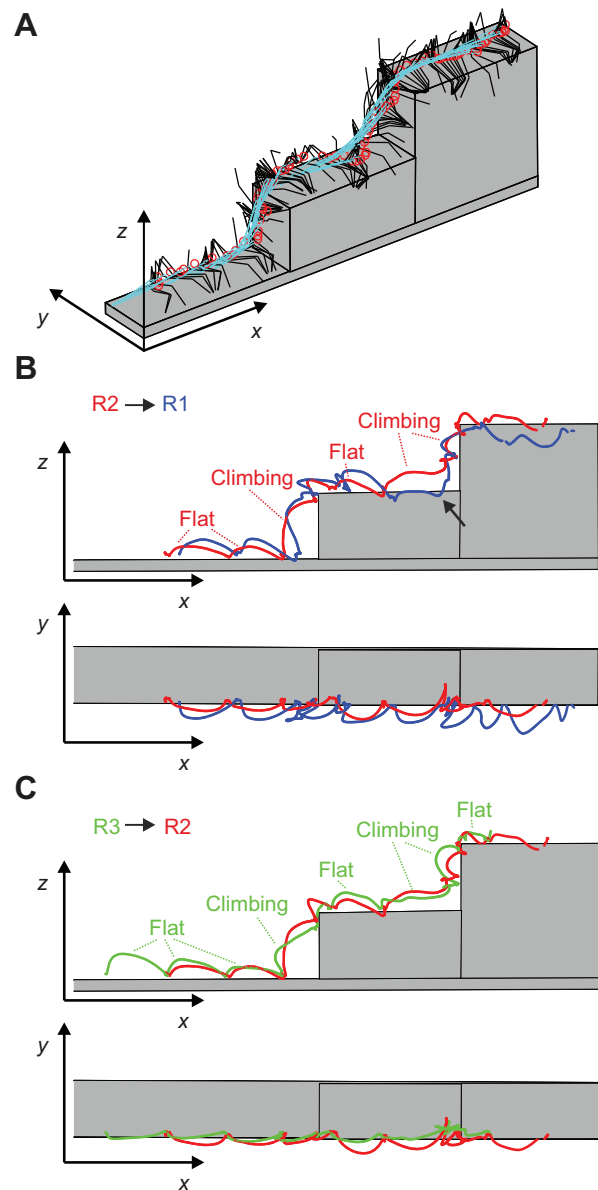 A
z
y
x
B
R2 → R1
Climbing
z
Flat
Climbing
Flat
x
y
x
C
Flat
R3 → R2
Climbing
z
Flat
Climbing
Flat
x
y
x